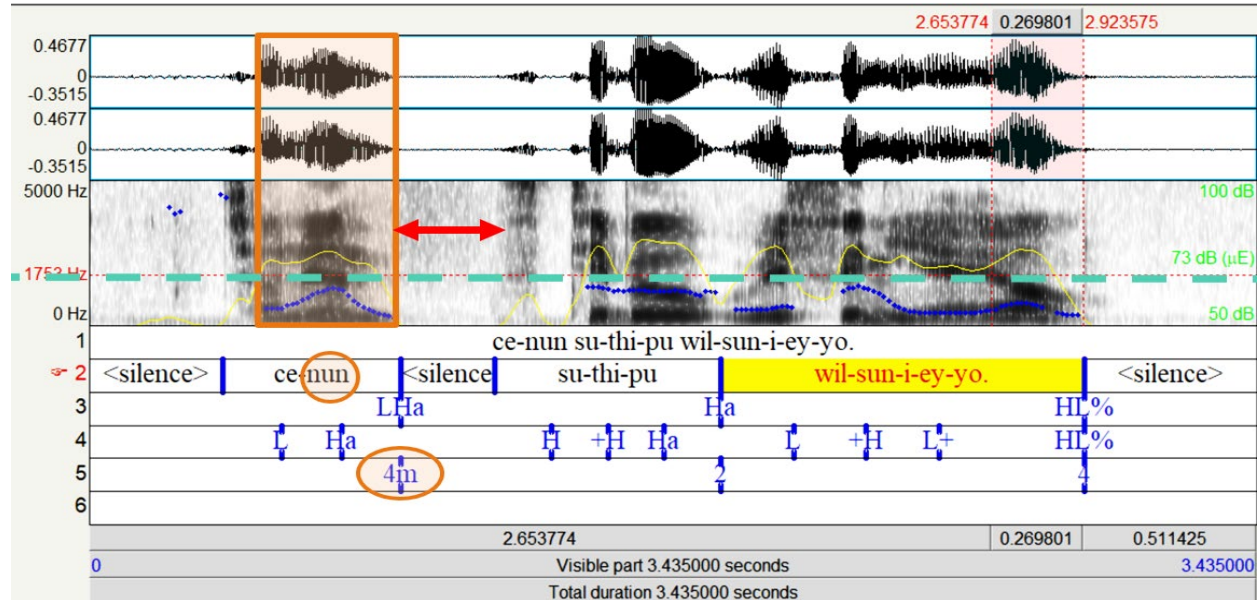 2.653774 0.269801 2.923575
0.4677
0
-0.3515
0.4677
0
-0.3515
5000 Hz 100 dB
1753 Hz 73 dB (µE)
0 Hz 50 dB
1 ce-nun su-thi-pu wil-sun-i-ey-yo.
2 <silence> ce-nun <silence su-thi-pu wil-sun-i-ey-yo. <silence>
3 LHa Ha HL%
4 L Ha H +H Ha L +H L+ HL%
5 4m 2 4
6
2.653774 0.269801 0.511425
0 Visible part 3.435000 seconds 3.435000
Total duration 3.435000 seconds